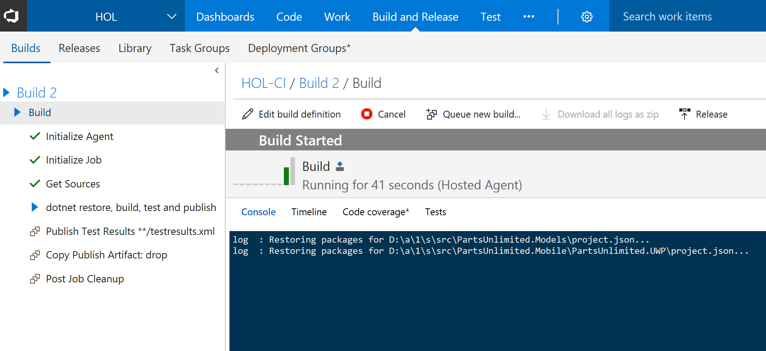 HOL Dashboards Code Work Build and Release Test ··· Search work items
Builds Releases Library Task Groups Deployment Groups*
Build 2
Build
Initialize Agent
Initialize Job
Get Sources
dotnet restore, build, test and publish
Publish Test Results **/testresults.xml
Copy Publish Artifact: drop
Post Job Cleanup
HOL-CI / Build 2 / Build
Edit build definition Cancel Queue new build... Download all logs as zip Release
Build Started
Build
Running for 41 seconds (Hosted Agent)
Console Timeline Code coverage* Tests
log : Restoring packages for D:\a\1\s\src\PartsUnlimited.Models\project.json...
log : Restoring packages for D:\a\1\s\src\PartsUnlimited.Mobile\PartsUnlimited.UWP\project.json...